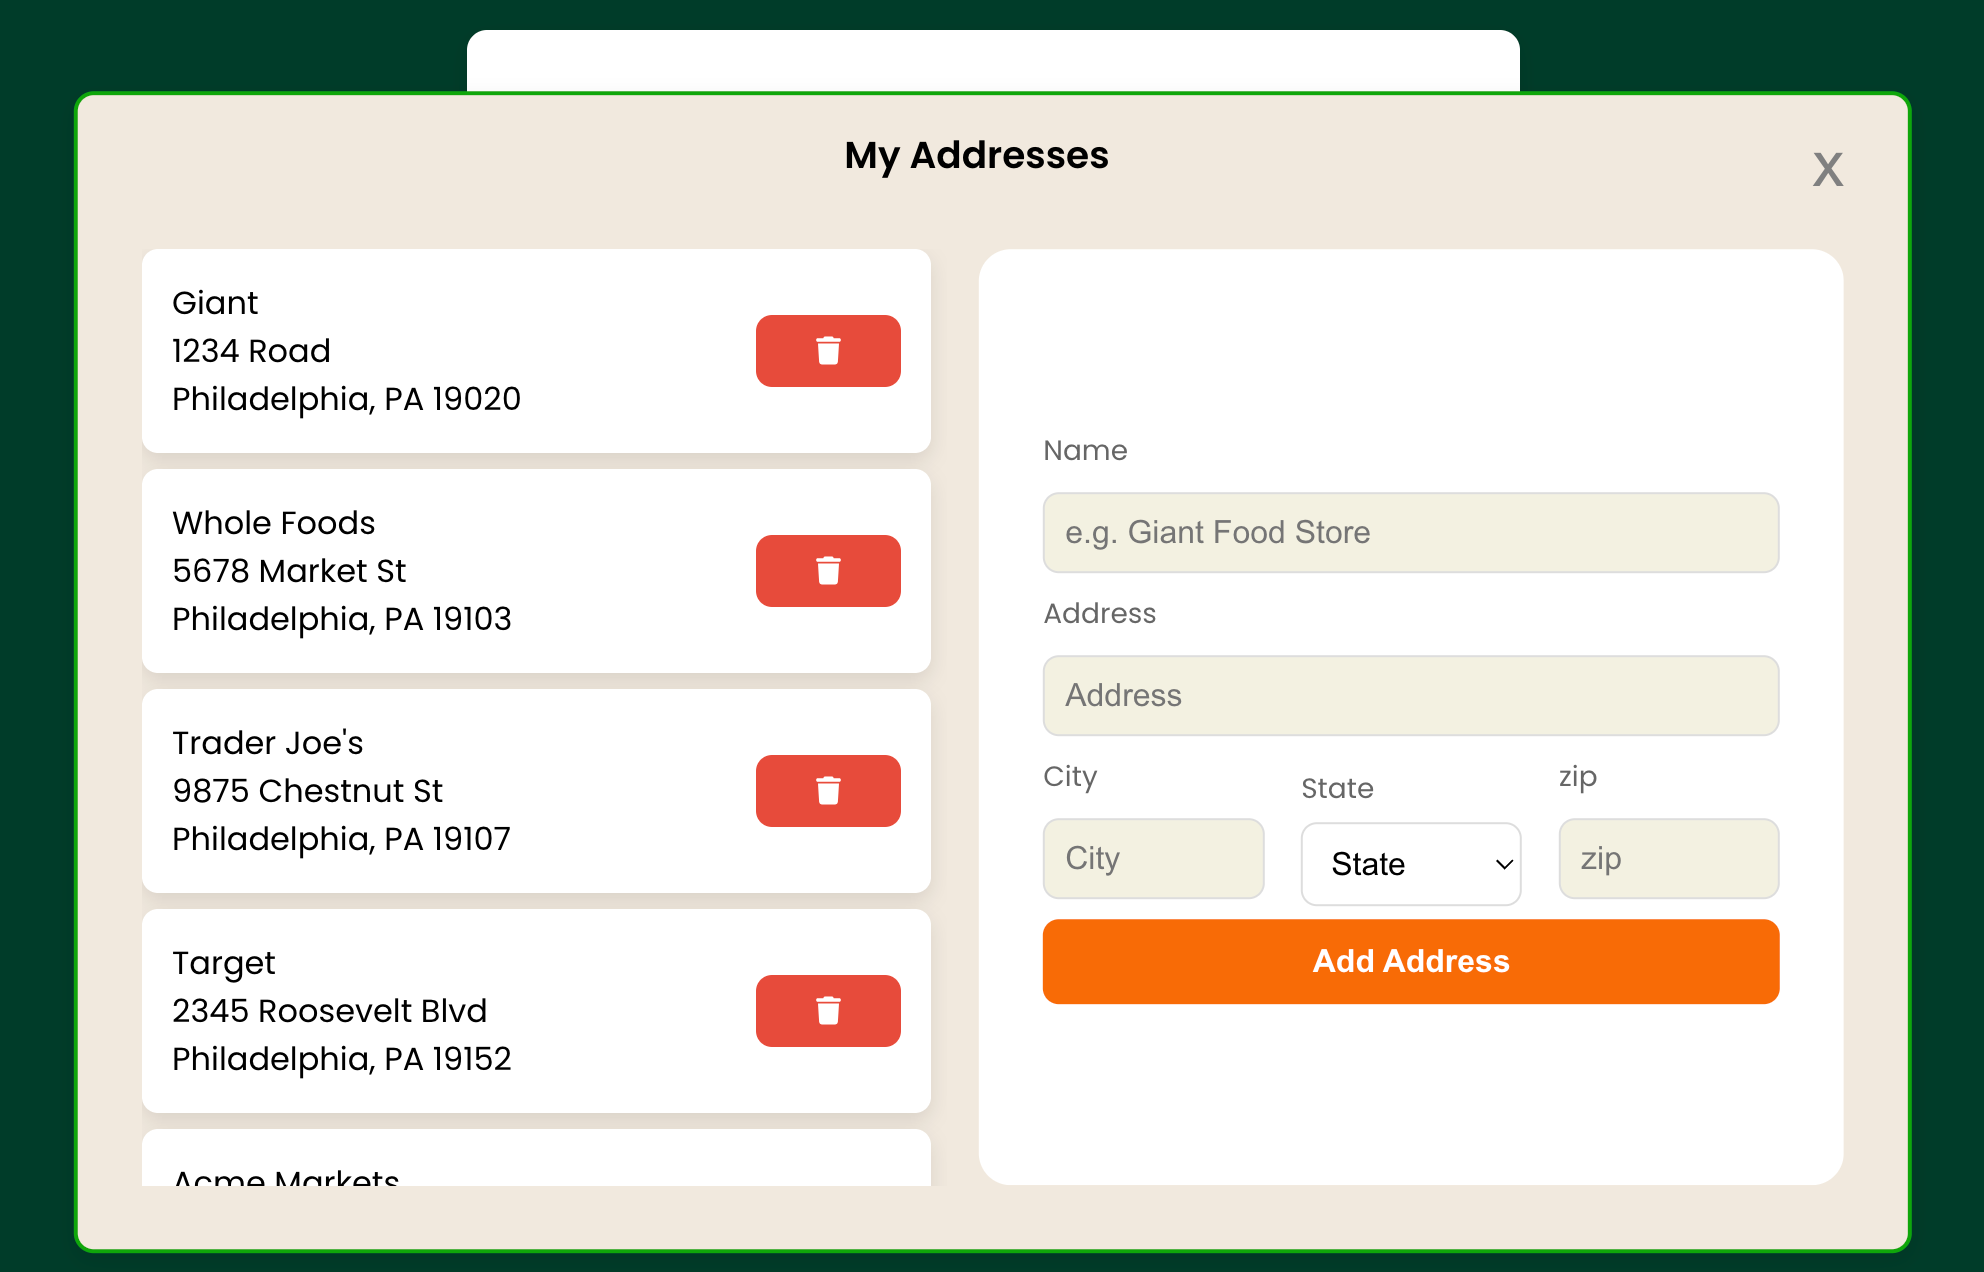 My Addresses
X
Giant
1234 Road
Philadelphia, PA 19020
Whole Foods
5678 Market St
Philadelphia, PA 19103
Trader Joe's
9875 Chestnut St
Philadelphia, PA 19107
Target
2345 Roosevelt Blvd
Philadelphia, PA 19152
Acme Markets
Name
e.g. Giant Food Store
Address
Address
City State zip
City State zip
Add Address